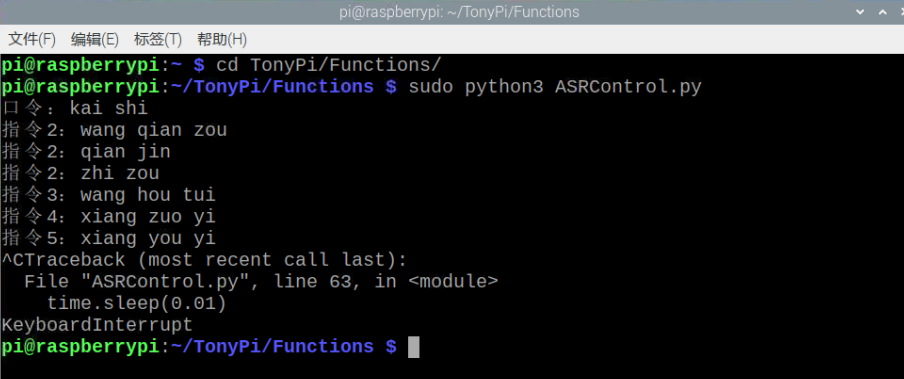 pi@raspberrypi: ~/TonyPi/Functions
文件(F) 编辑(E) 标签(T) 帮助(H)
pi@raspberrypi:~ $ cd TonyPi/Functions/
pi@raspberrypi:~/TonyPi/Functions $ sudo python3 ASRControl.py
口令：kai shi
指令2：wang qian zou
指令2：qian jin
指令2：zhi zou
指令3：wang hou tui
指令4：xiang zuo yi
指令5：xiang you yi
^CTraceback (most recent call last):
  File "ASRControl.py", line 63, in <module>
    time.sleep(0.01)
KeyboardInterrupt
pi@raspberrypi:~/TonyPi/Functions $